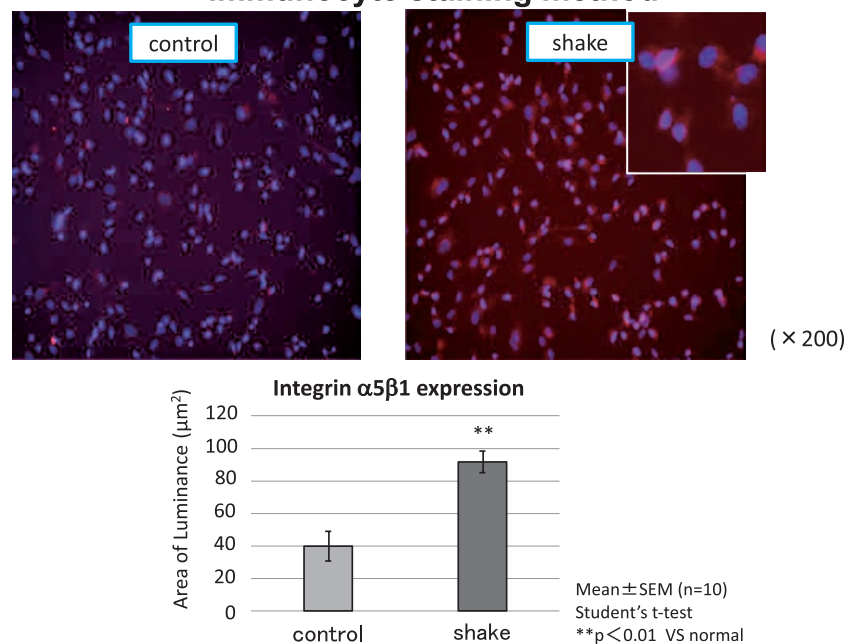 control
shake
(×200)
Integrin α5β1 expression
Area of Luminance (μm²)
120
100
80
60
40
20
0
**
control
shake
Mean±SEM (n=10)
Student's t-test
**p＜0.01 VS normal